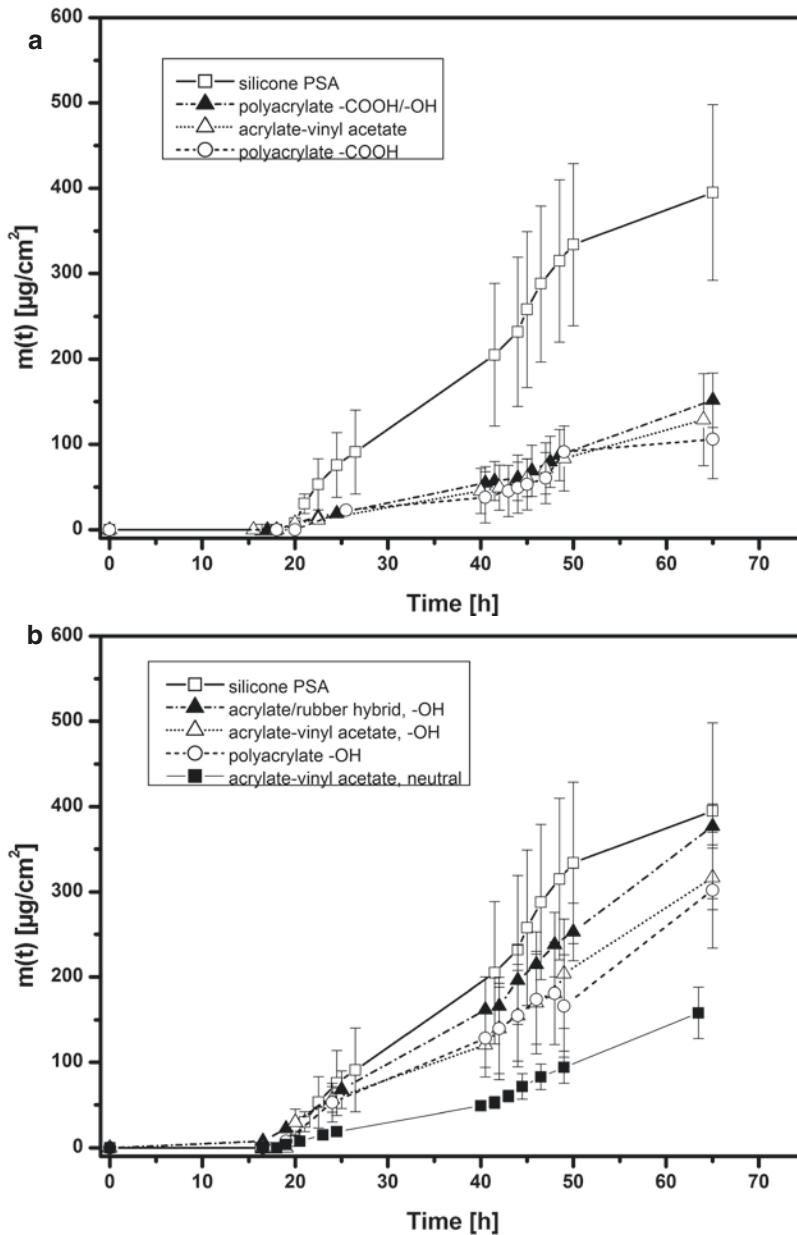 a
600
500
400
300
200
100
0
m(t) [µg/cm²]
silicone PSA
polyacrylate -COOH/-OH
acrylate-vinyl acetate
polyacrylate -COOH
0 10 20 30 40 50 60 70
Time [h]
b
600
500
400
300
200
100
0
m(t) [µg/cm²]
silicone PSA
acrylate/rubber hybrid, -OH
acrylate-vinyl acetate, -OH
polyacrylate -OH
acrylate-vinyl acetate, neutral
0 10 20 30 40 50 60 70
Time [h]